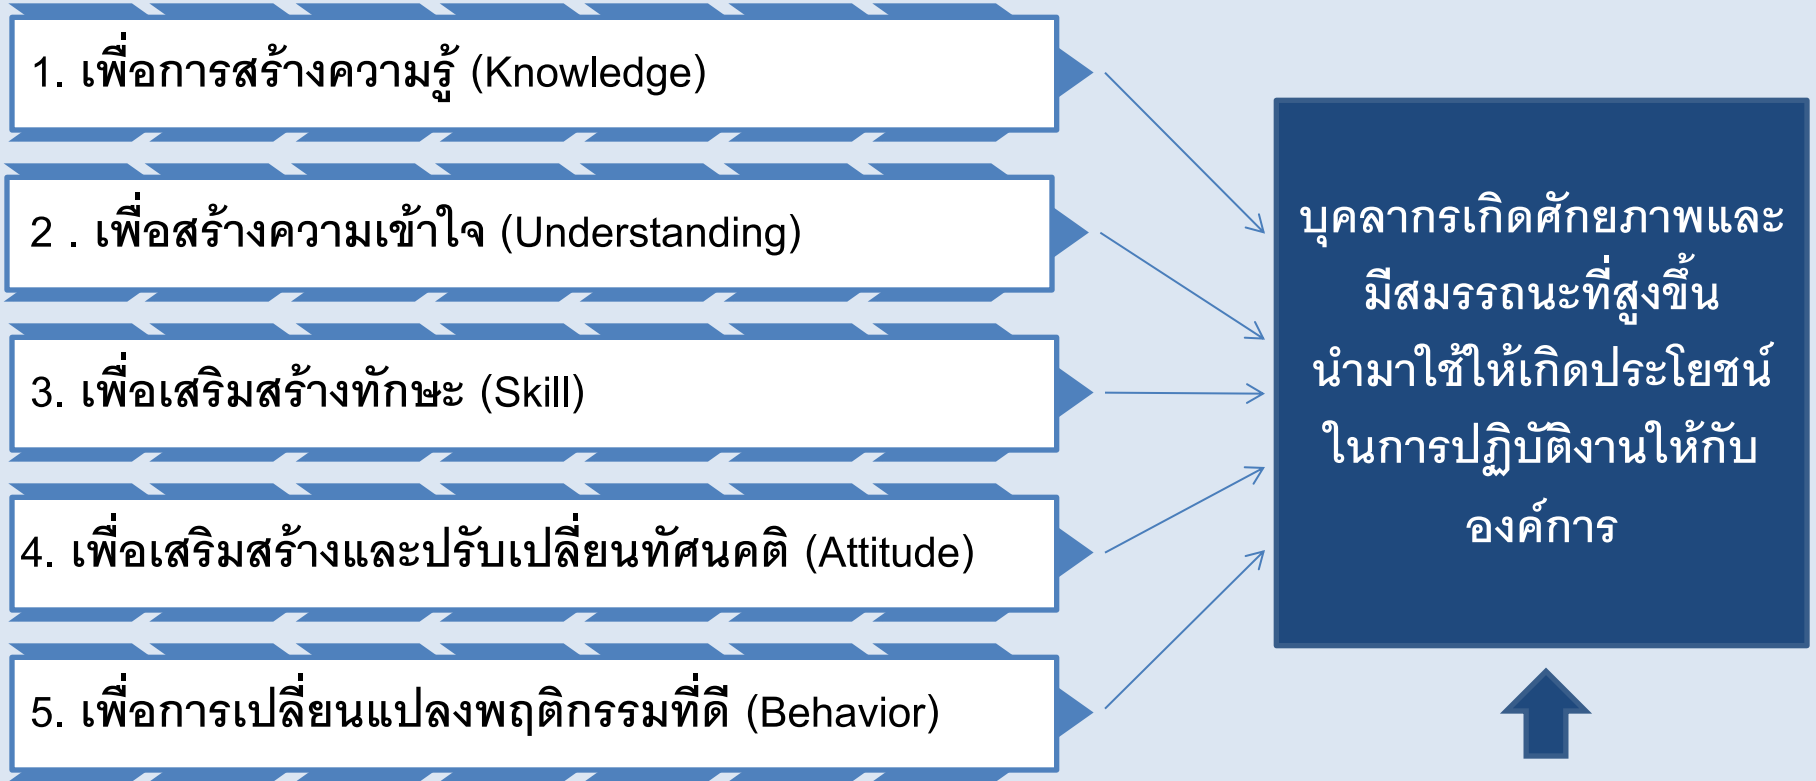 1. เพื่อการสร้างความรู้ (Knowledge)
2 . เพื่อสร้างความเข้าใจ (Understanding)
3. เพื่อเสริมสร้างทักษะ (Skill)
4. เพื่อเสริมสร้างและปรับเปลี่ยนทัศนคติ (Attitude)
5. เพื่อการเปลี่ยนแปลงพฤติกรรมที่ดี (Behavior)
บุคลากรเกิดศักยภาพและ
มีสมรรถนะที่สูงขึ้น
นำมาใช้ให้เกิดประโยชน์
ในการปฏิบัติงานให้กับ
องค์การ